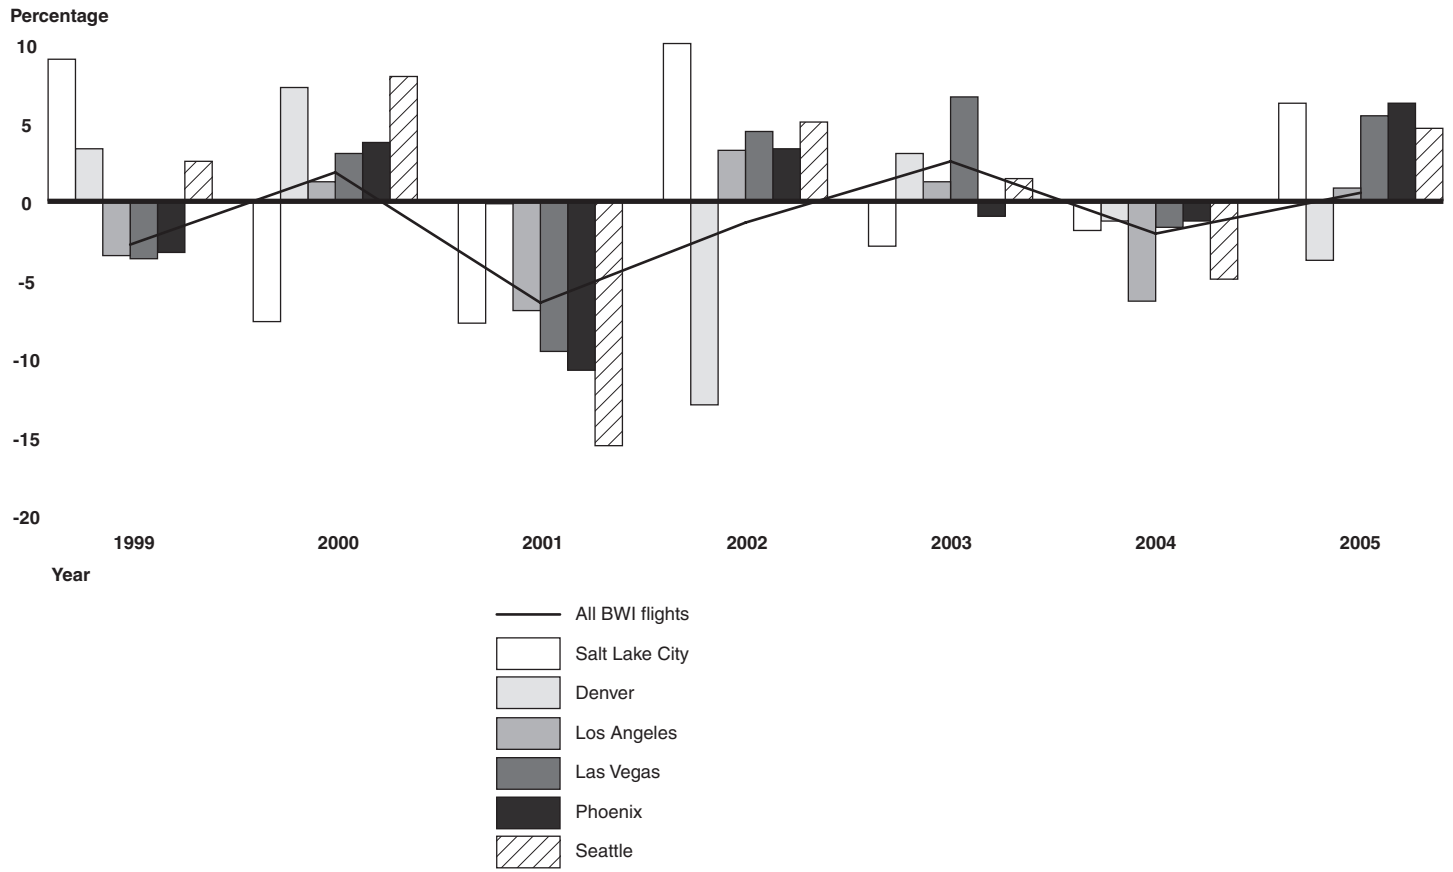 Percentage
10
5
0
-5
-10
-15
-20
1999 2000 2001 2002 2003 2004 2005
Year
All BWI flights
Salt Lake City
Denver
Los Angeles
Las Vegas
Phoenix
Seattle